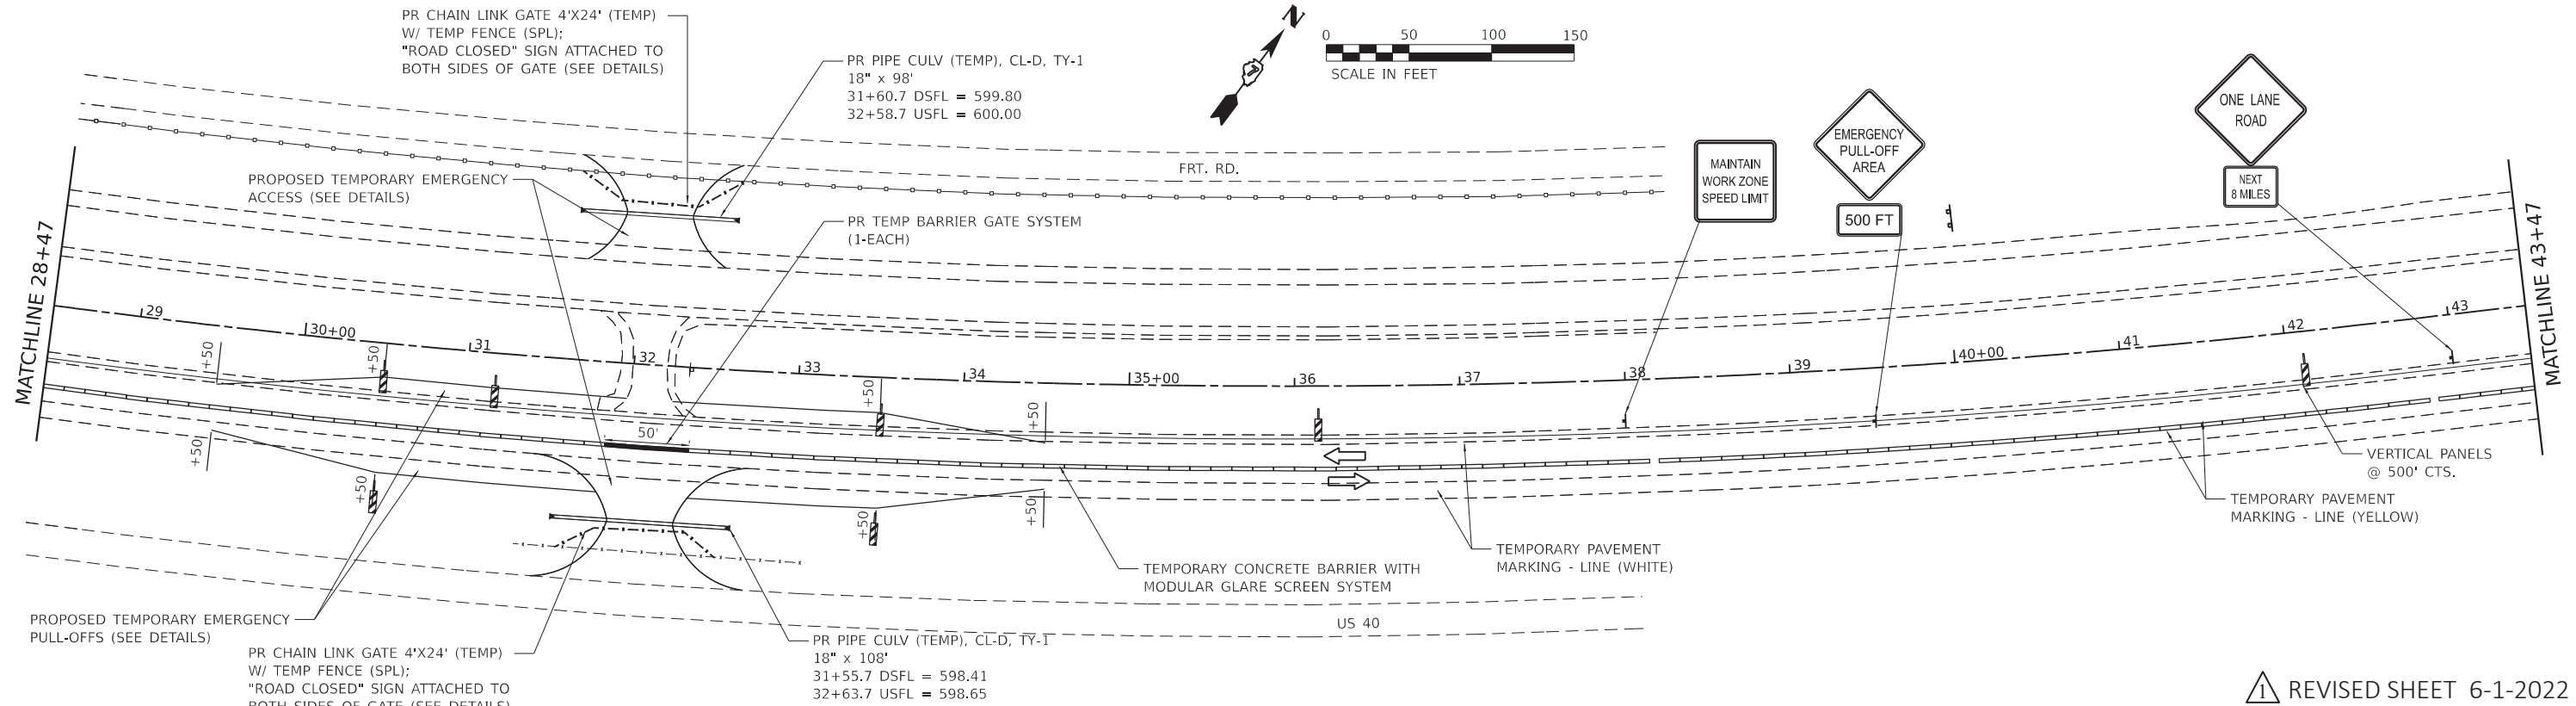 PR CHAIN LINK GATE 4'X24' (TEMP)
W/ TEMP FENCE (SPL);
"ROAD CLOSED" SIGN ATTACHED TO
BOTH SIDES OF GATE (SEE DETAILS)
PR PIPE CULV (TEMP), CL-D, TY-1
18" x 98'
31+60.7 DSFL = 599.80
32+58.7 USFL = 600.00
N
0 50 100 150
SCALE IN FEET
ONE LANE
ROAD
NEXT
8 MILES
EMERGENCY
PULL-OFF
AREA
500 FT
MAINTAIN
WORK ZONE
SPEED LIMIT
FRT. RD.
PROPOSED TEMPORARY EMERGENCY
ACCESS (SEE DETAILS)
PR TEMP BARRIER GATE SYSTEM
(1-EACH)
MATCHLINE 28+47
MATCHLINE 43+47
29
30+00
31
32
33
34
35+00
36
37
38
39
40+00
41
42
43
+50
+50
+50
+50
50'
+50
+50
+50
+50
VERTICAL PANELS
@ 500' CTS.
TEMPORARY PAVEMENT
MARKING - LINE (YELLOW)
TEMPORARY PAVEMENT
MARKING - LINE (WHITE)
TEMPORARY CONCRETE BARRIER WITH
MODULAR GLARE SCREEN SYSTEM
US 40
PROPOSED TEMPORARY EMERGENCY
PULL-OFFS (SEE DETAILS)
PR CHAIN LINK GATE 4'X24' (TEMP)
W/ TEMP FENCE (SPL);
"ROAD CLOSED" SIGN ATTACHED TO
BOTH SIDES OF GATE (SEE DETAILS)
PR PIPE CULV (TEMP), CL-D, TY-1
18" x 108'
31+55.7 DSFL = 598.41
32+63.7 USFL = 598.65
1 REVISED SHEET 6-1-2022